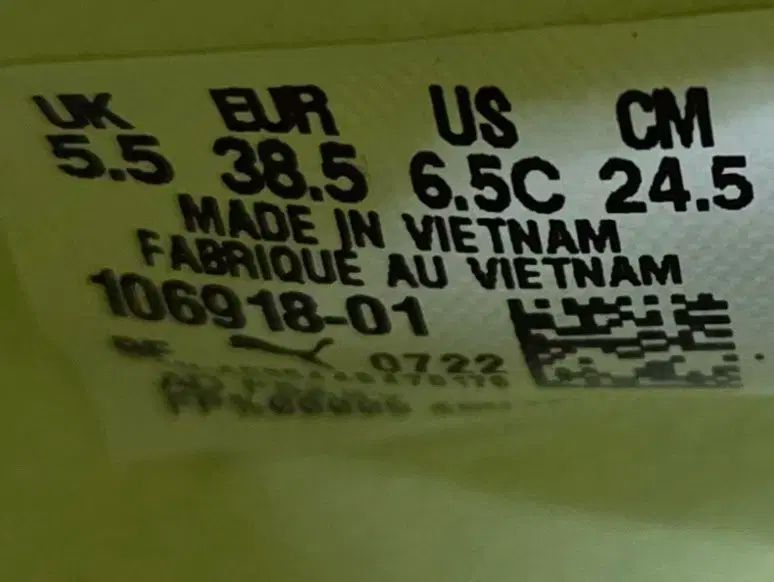 UK EUR US CM
5.5 38.5 6.5C 24.5
MADE IN VIETNAM
FABRIQUE AU VIETNAM
106918-01
0722